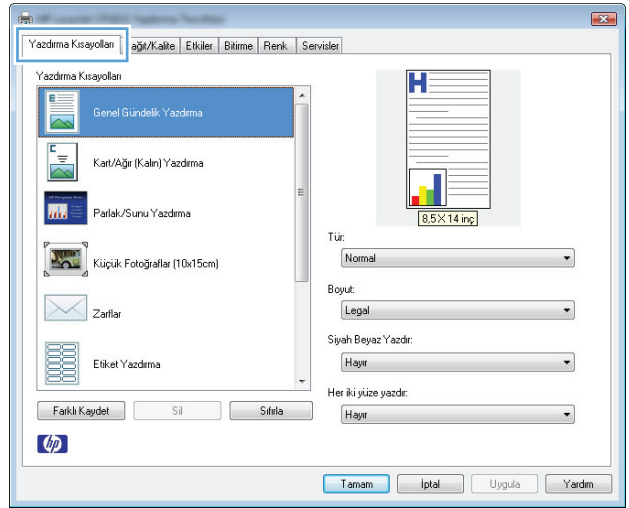 Yazdırma Kısayolları
ağıt/Kalite
Etkiler
Bitirme
Renk
Servisler
Yazdırma Kısayolları
Genel Gündelik Yazdırma
Kart/Ağır (Kalın) Yazdırma
Parlak/Sunu Yazdırma
Küçük Fotoğraflar (10x15cm)
Zarflar
Etiket Yazdırma
Farklı Kaydet
Sil
Sıfırla
hp
H
8,5× 14 inç
Tür:
Normal
Boyut:
Legal
Siyah Beyaz Yazdır:
Hayır
Her iki yüze yazdır:
Hayır
Tamam
İptal
Uygula
Yardım